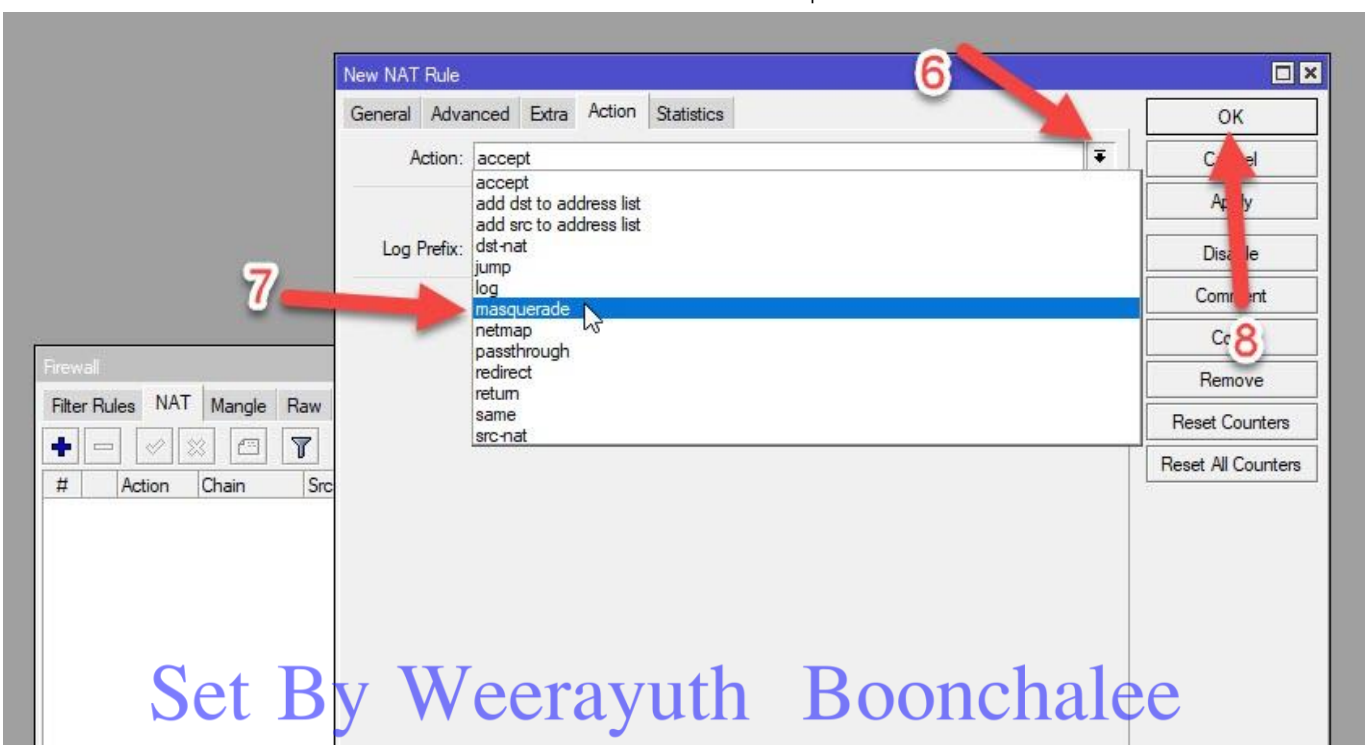 6
New NAT Rule
General Advanced Extra Action Statistics
OK
Action: accept
accept
add dst to address list
add src to address list
dst-nat
jump
log
masquerade
netmap
passthrough
redirect
return
same
src-nat
Log Prefix:
7
Disable
Comment
8
Remove
Reset Counters
Reset All Counters
Firewall
Filter Rules NAT Mangle Raw
# Action Chain Src
Set By Weerayuth Boonchalee